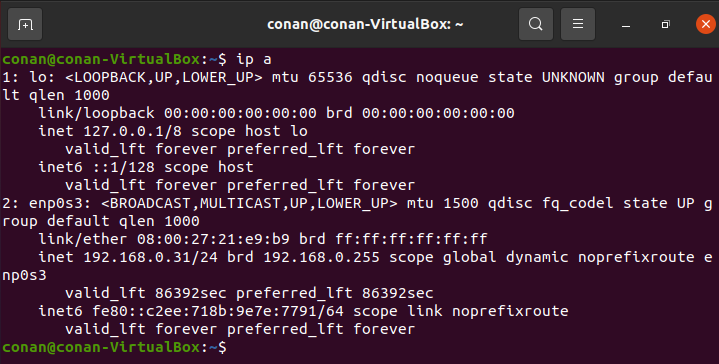 conan@conan-VirtualBox: ~
conan@conan-VirtualBox:~$ ip a
1: lo: <LOOPBACK,UP,LOWER_UP> mtu 65536 qdisc noqueue state UNKNOWN group defau
lt qlen 1000
    link/loopback 00:00:00:00:00:00 brd 00:00:00:00:00:00
    inet 127.0.0.1/8 scope host lo
       valid_lft forever preferred_lft forever
    inet6 ::1/128 scope host
       valid_lft forever preferred_lft forever
2: enp0s3: <BROADCAST,MULTICAST,UP,LOWER_UP> mtu 1500 qdisc fq_codel state UP g
roup default qlen 1000
    link/ether 08:00:27:21:e9:b9 brd ff:ff:ff:ff:ff:ff
    inet 192.168.0.31/24 brd 192.168.0.255 scope global dynamic noprefixroute e
np0s3
       valid_lft 86392sec preferred_lft 86392sec
    inet6 fe80::c2ee:718b:9e7e:7791/64 scope link noprefixroute
       valid_lft forever preferred_lft forever
conan@conan-VirtualBox:~$